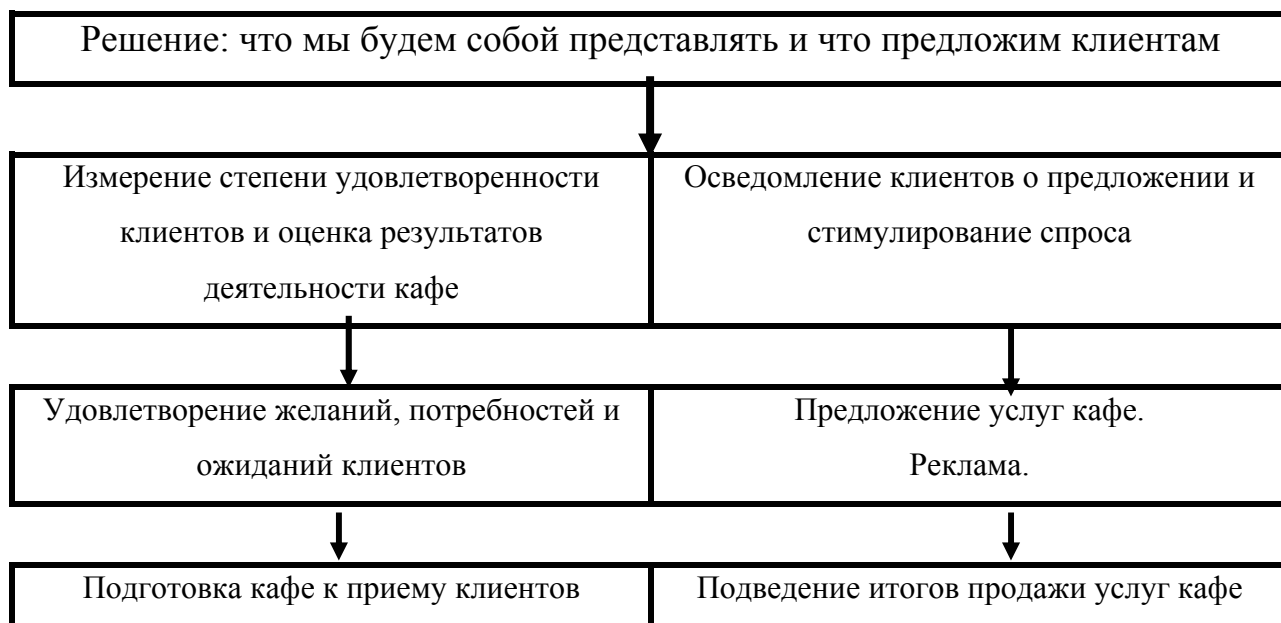 Решение: что мы будем собой представлять и что предложим клиентам
Измерение степени удовлетворенности
клиентов и оценка результатов
деятельности кафе
Осведомление клиентов о предложении и
стимулирование спроса
Удовлетворение желаний, потребностей и
ожиданий клиентов
Предложение услуг кафе.
Реклама.
Подготовка кафе к приему клиентов
Подведение итогов продажи услуг кафе